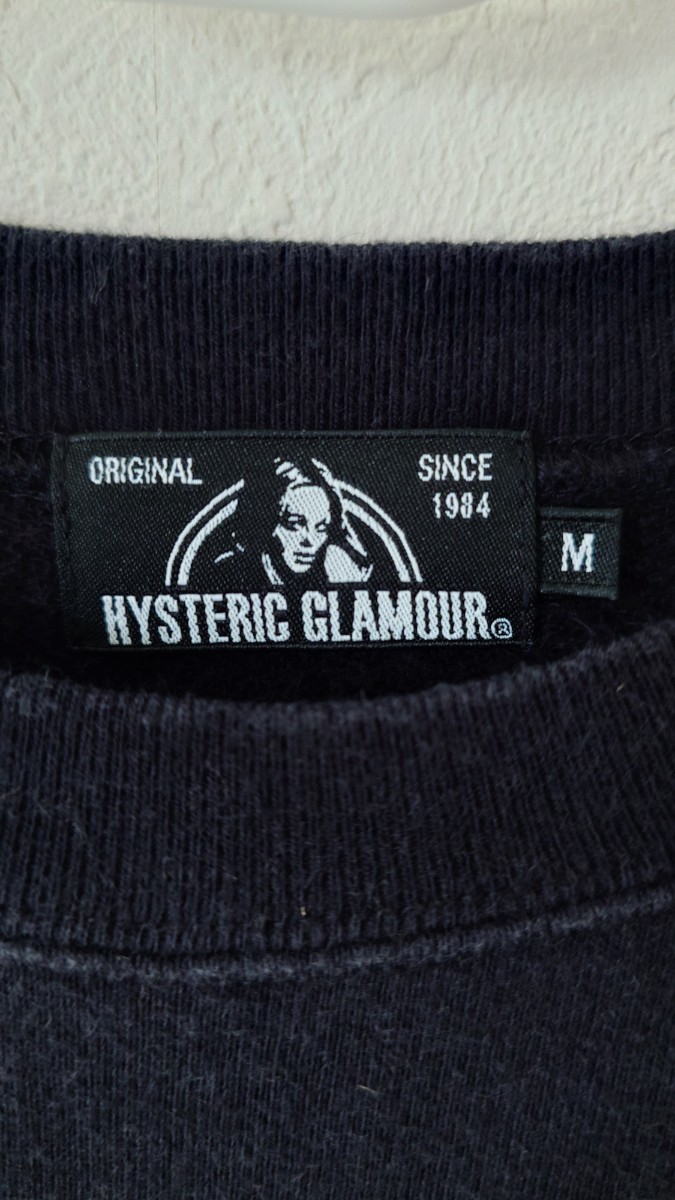 ORIGINAL
SINCE
1984
M
HYSTERIC GLAMOUR®